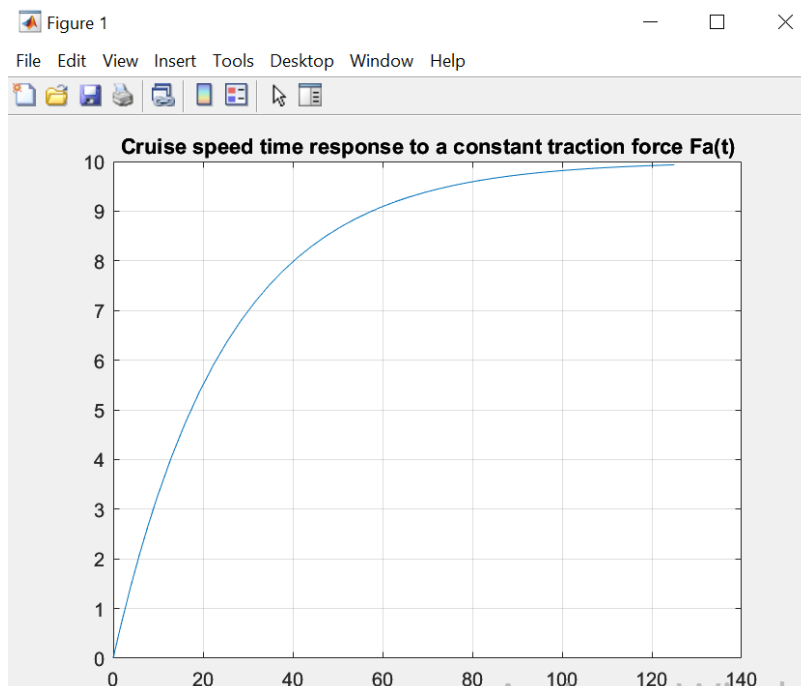 Figure 1
File Edit View Insert Tools Desktop Window Help
Cruise speed time response to a constant traction force Fa(t)
10
9
8
7
6
5
4
3
2
1
0
0 20 40 60 80 100 120 140